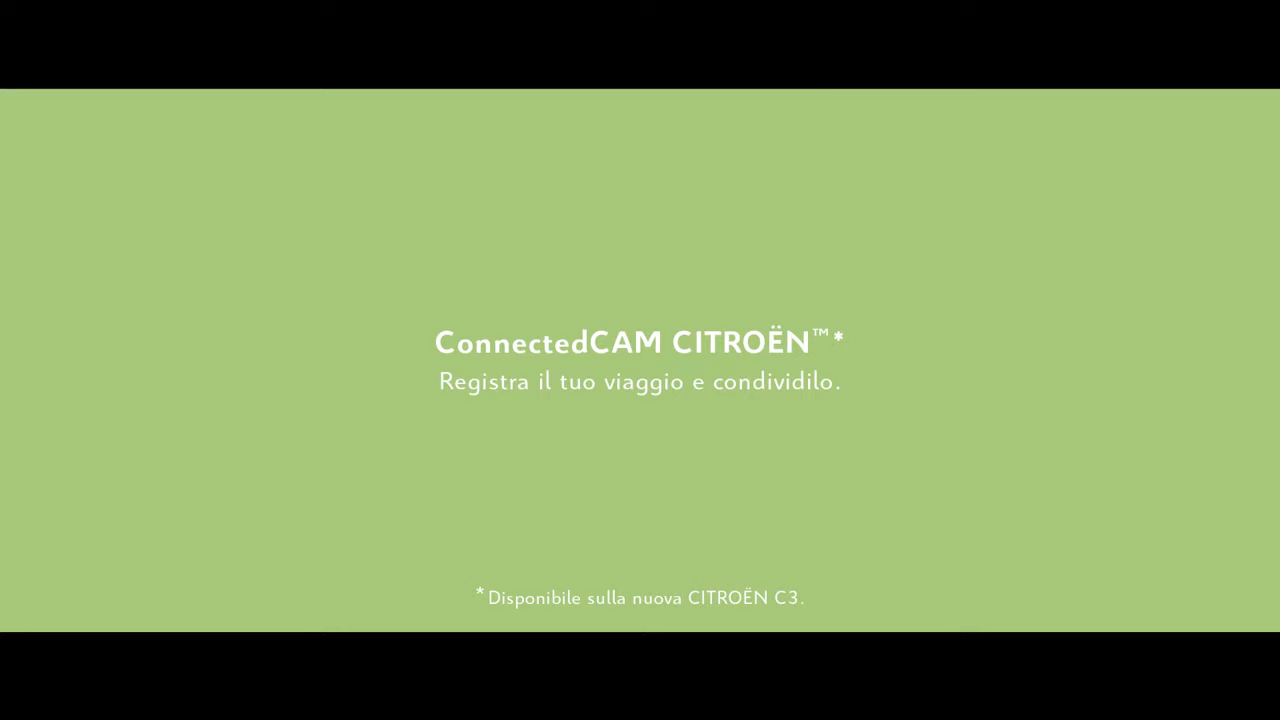 ConnectedCAM CITROËN™*
Registra il tuo viaggio e condividilo.
*Disponibile sulla nuova CITROËN C3.